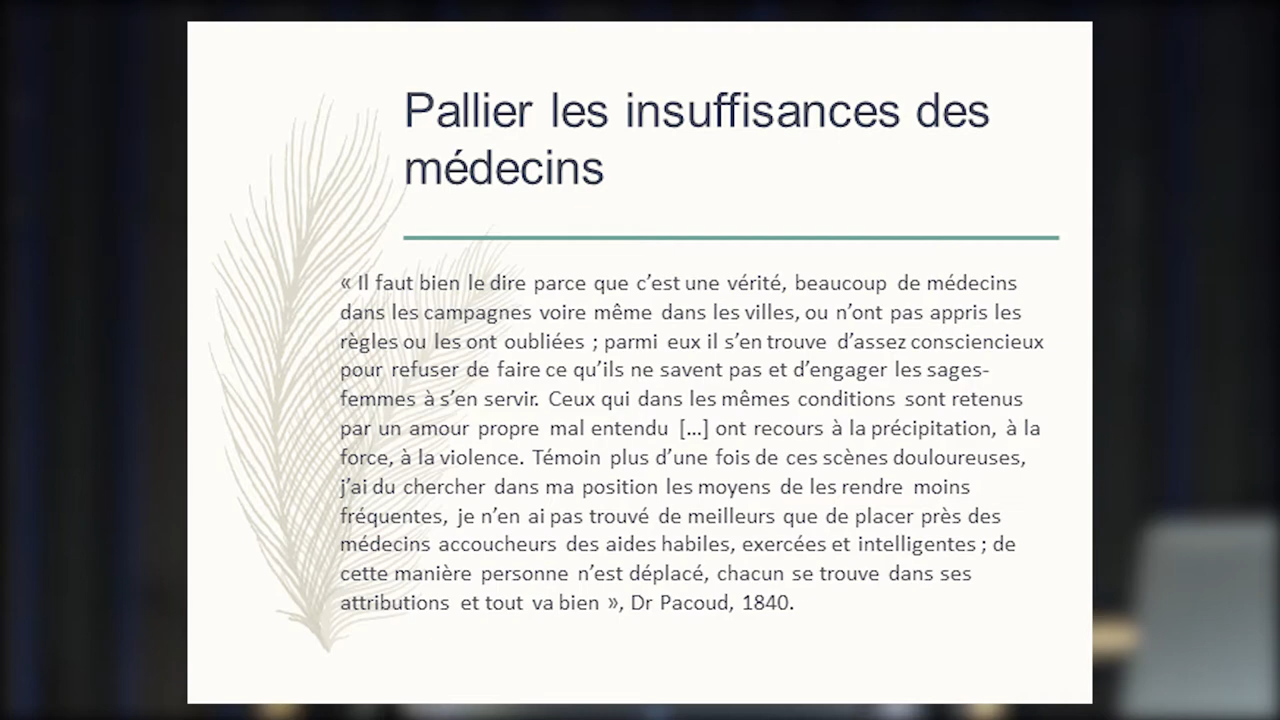 Pallier les insuffisances des
médecins
« Il faut bien le dire parce que c’est une vérité, beaucoup de médecins
dans les campagnes voire même dans les villes, ou n’ont pas appris les
règles ou les ont oubliées ; parmi eux il s’en trouve d’assez consciencieux
pour refuser de faire ce qu’ils ne savent pas et d’engager les sages-
femmes à s’en servir. Ceux qui dans les mêmes conditions sont retenus
par un amour propre mal entendu [...] ont recours à la précipitation, à la
force, à la violence. Témoin plus d’une fois de ces scènes douloureuses,
j’ai du chercher dans ma position les moyens de les rendre moins
fréquentes, je n’en ai pas trouvé de meilleurs que de placer près des
médecins accoucheurs des aides habiles, exercées et intelligentes ; de
cette manière personne n’est déplacé, chacun se trouve dans ses
attributions et tout va bien », Dr Pacoud, 1840.